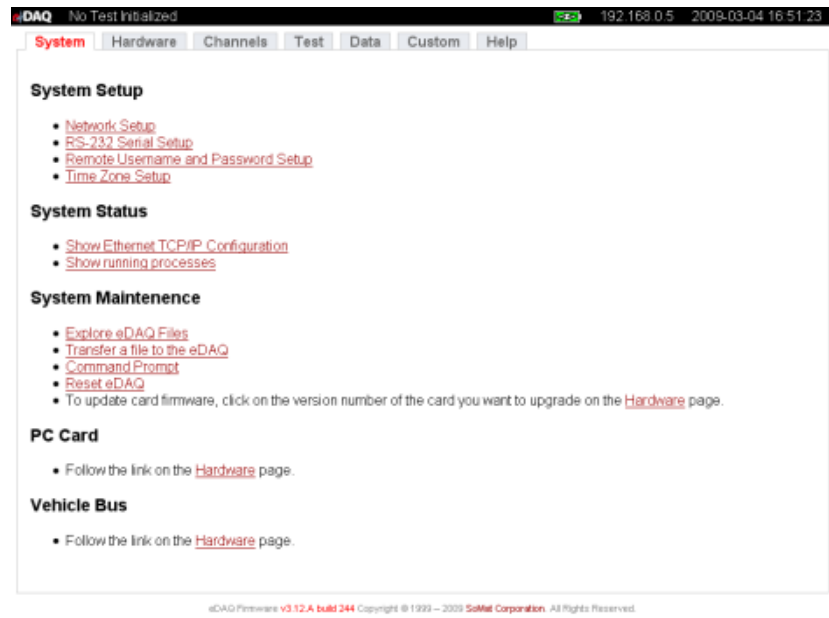 eDAQ No Test Initialized 192.168.0.5 2009-03-04 16:51:23
System Hardware Channels Test Data Custom Help
System Setup
• Network Setup
• RS-232 Serial Setup
• Remote Username and Password Setup
• Time Zone Setup
System Status
• Show Ethernet TCP/IP Configuration
• Show running processes
System Maintenence
• Explore eDAQ Files
• Transfer a file to the eDAQ
• Command Prompt
• Reset eDAQ
• To update card firmware, click on the version number of the card you want to upgrade on the Hardware page.
PC Card
• Follow the link on the Hardware page.
Vehicle Bus
• Follow the link on the Hardware page.
eDAQ Firmware v3.12.A build 244 Copyright © 1999 – 2009 SoMat Corporation. All Rights Reserved.